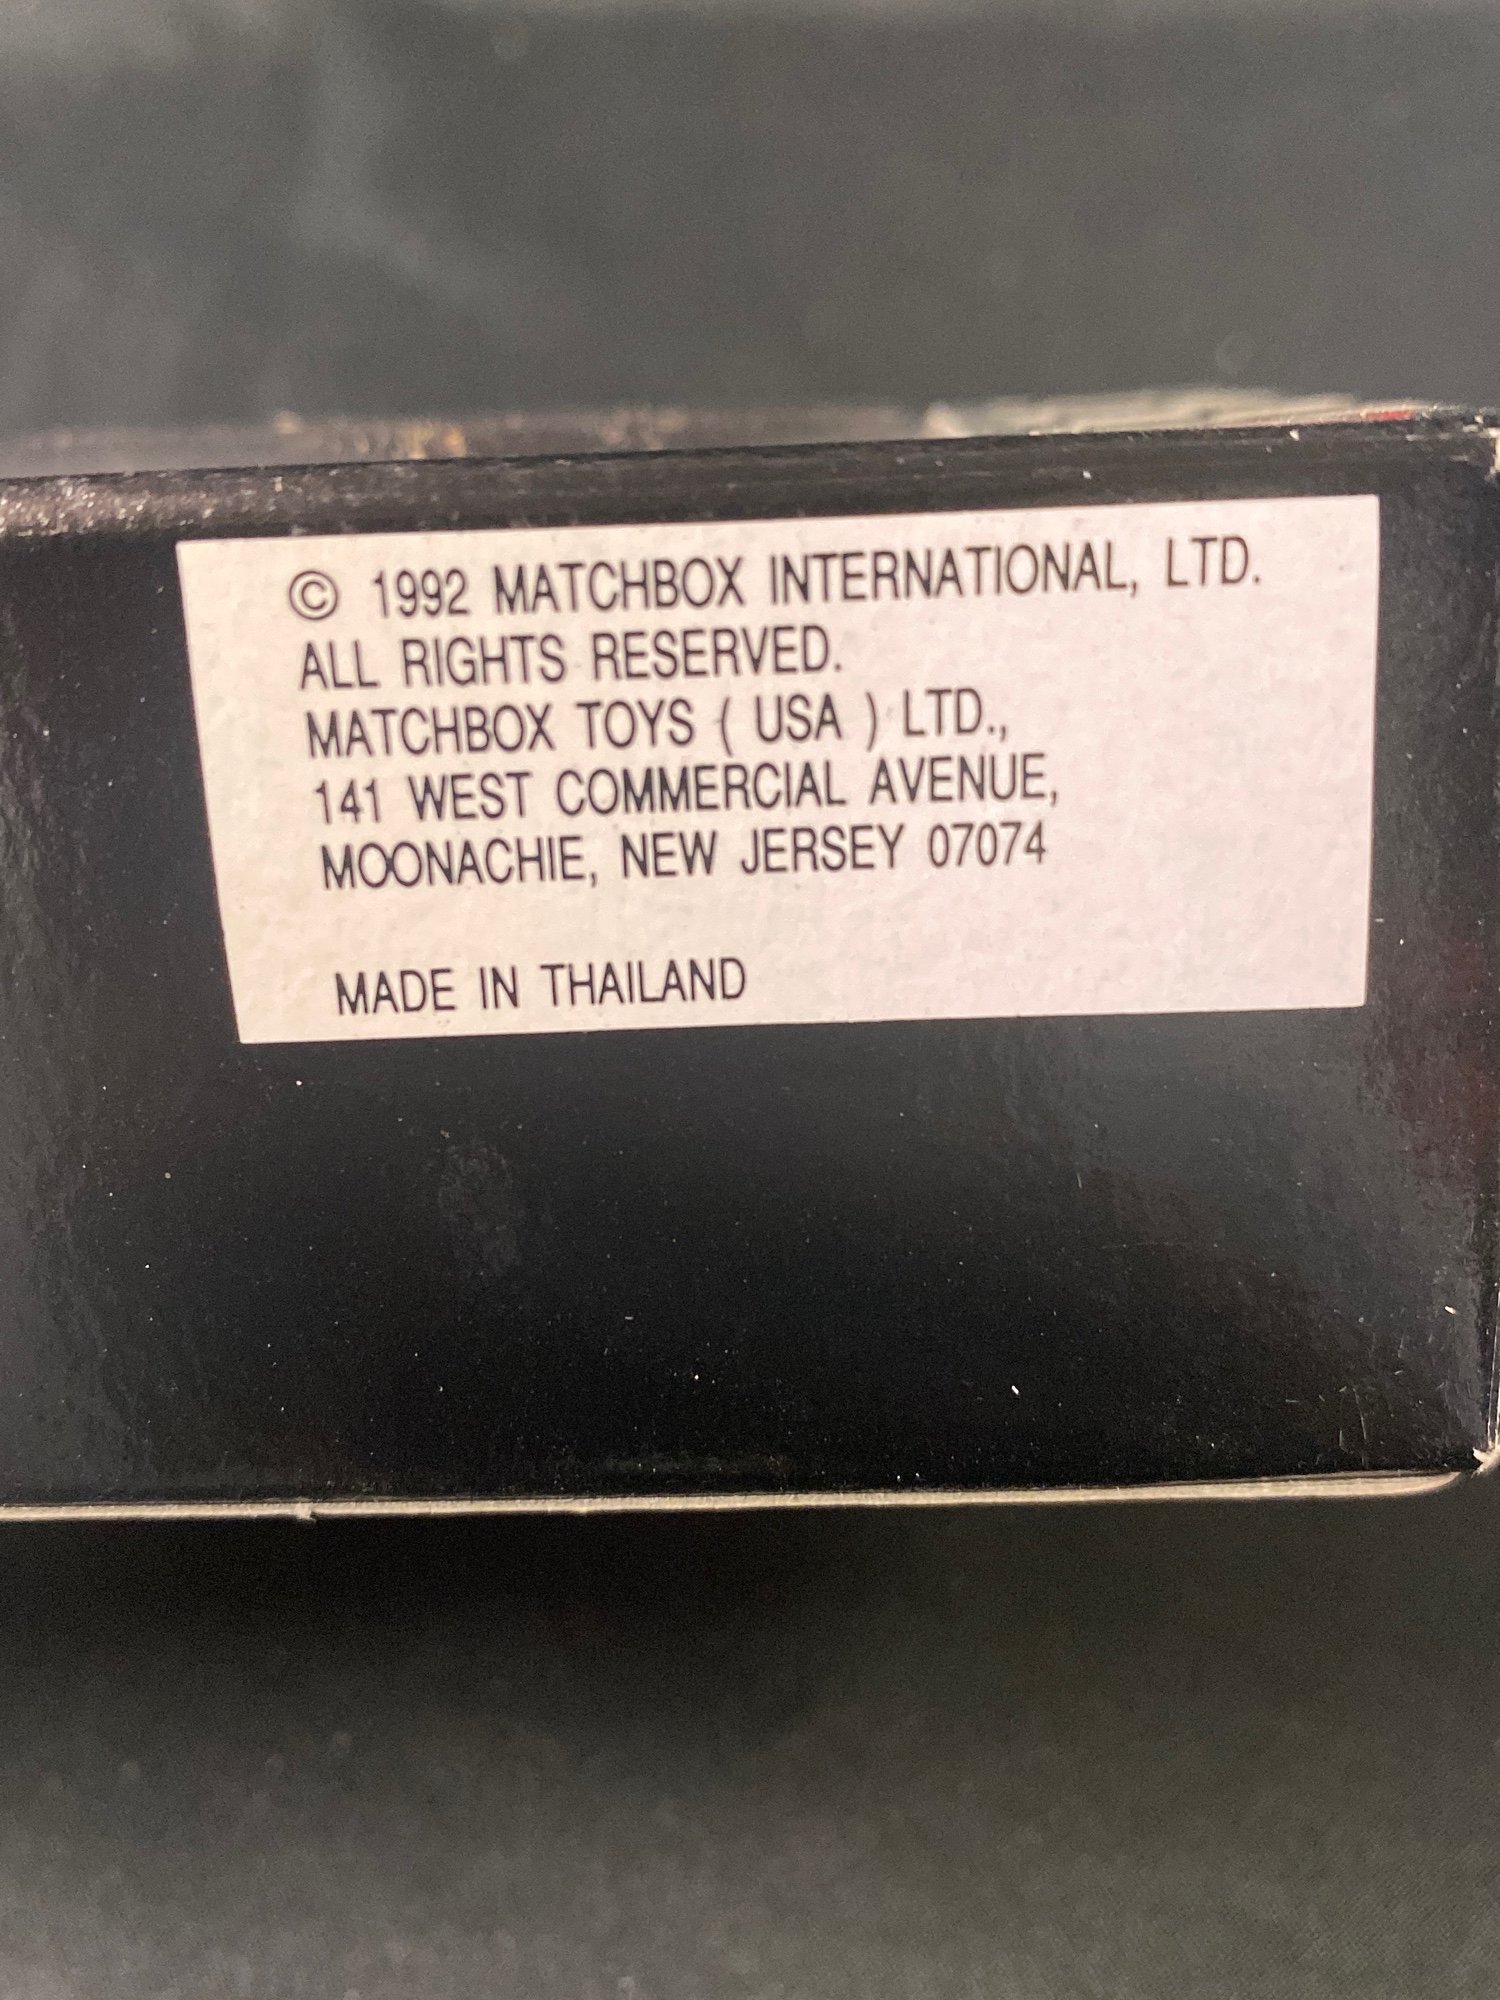 © 1992 MATCHBOX INTERNATIONAL, LTD.
ALL RIGHTS RESERVED.
MATCHBOX TOYS ( USA ) LTD.,
141 WEST COMMERCIAL AVENUE,
MOONACHIE, NEW JERSEY 07074
MADE IN THAILAND